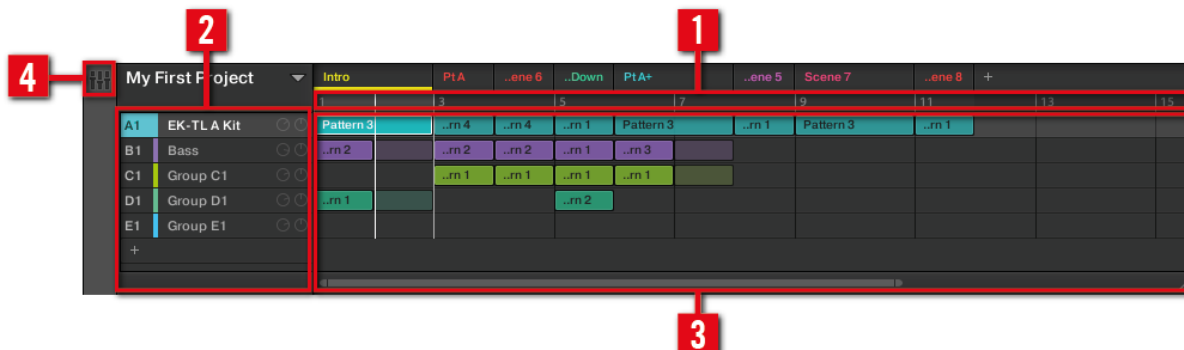 2 1
4 My First Project Intro Pt A ..ene 6 ..Down Pt A+ ..ene 5 Scene 7 ..ene 8 +
1 3 5 7 9 11 13 15
A1 EK-TL A Kit Pattern 3 ..rn 4 ..rn 4 ..rn 1 Pattern 3 ..rn 1 Pattern 3 ..rn 1
B1 Bass ..rn 2 ..rn 2 ..rn 2 ..rn 1 ..rn 3
C1 Group C1 ..rn 1 ..rn 1 ..rn 1 ..rn 1
D1 Group D1 ..rn 1 ..rn 2
E1 Group E1
+
3